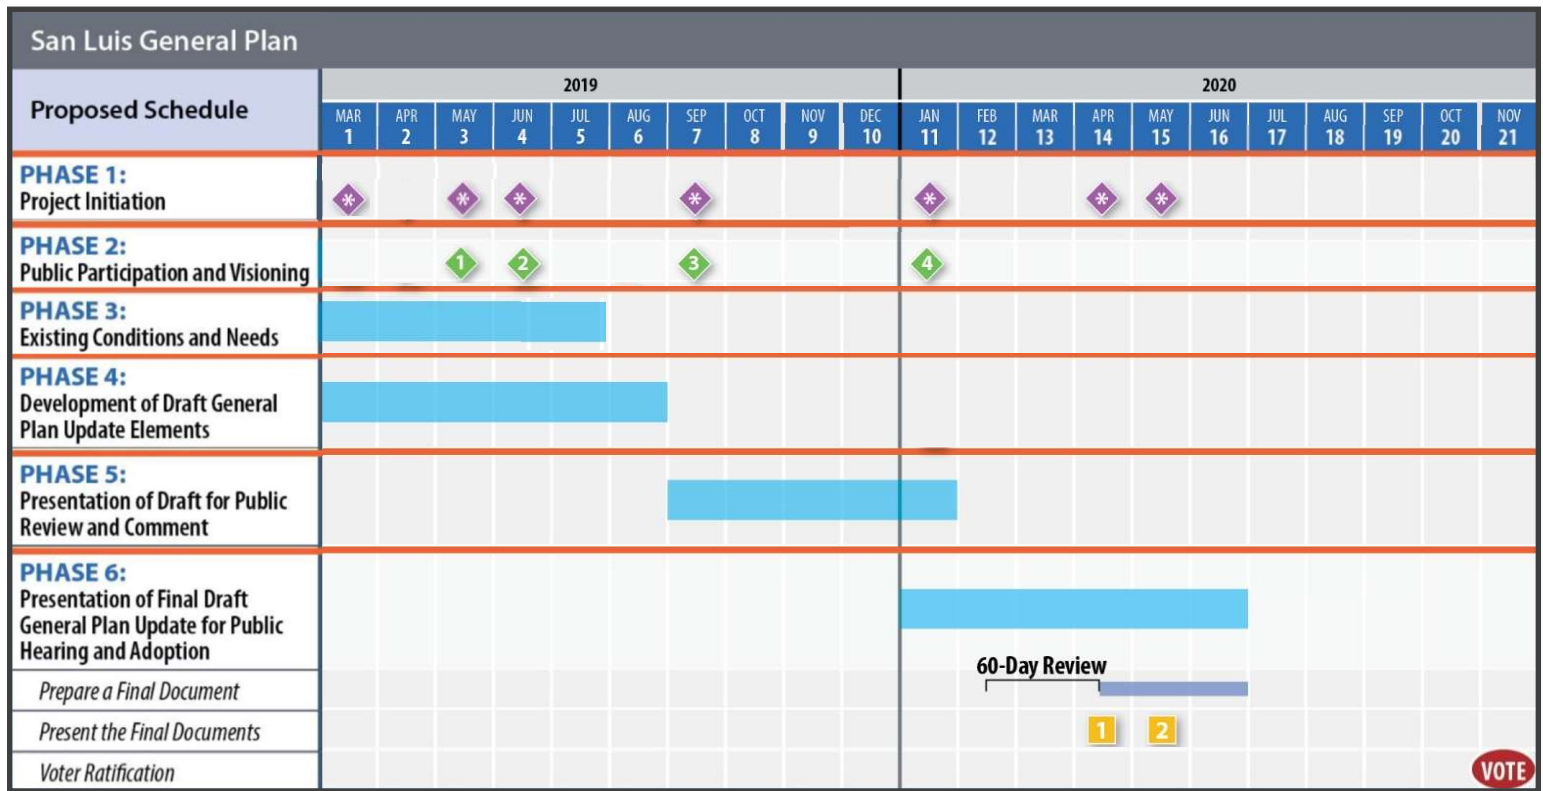 San Luis General Plan
Proposed Schedule
2019
2020
MAR APR MAY JUN JUL AUG SEP OCT NOV DEC JAN FEB MAR APR MAY JUN JUL AUG SEP OCT NOV
1 2 3 4 5 6 7 8 9 10 11 12 13 14 15 16 17 18 19 20 21
PHASE 1:
Project Initiation
* * * * * * *
PHASE 2:
Public Participation and Visioning
1 2 3 4
PHASE 3:
Existing Conditions and Needs
PHASE 4:
Development of Draft General
Plan Update Elements
PHASE 5:
Presentation of Draft for Public
Review and Comment
PHASE 6:
Presentation of Final Draft
General Plan Update for Public
Hearing and Adoption
60-Day Review
Prepare a Final Document
Present the Final Documents
1 2
Voter Ratification
VOTE